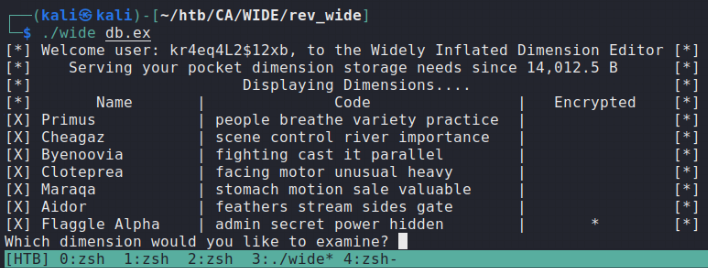 (kali㉿kali)-[~/htb/CA/WIDE/rev_wide]
$ ./wide db.ex
[*] Welcome user: kr4eq4L2$12xb, to the Widely Inflated Dimension Editor [*]
[*] Serving your pocket dimension storage needs since 14,012.5 B [*]
[*] Displaying Dimensions.... [*]
[*] Name | Code | Encrypted [*]
[X] Primus | people breathe variety practice | [*]
[X] Cheagaz | scene control river importance | [*]
[X] Byenoovia | fighting cast it parallel | [*]
[X] Cloteprea | facing motor unusual heavy | [*]
[X] Maraqa | stomach motion sale valuable | [*]
[X] Aidor | feathers stream sides gate | [*]
[X] Flaggle Alpha | admin secret power hidden | * [*]
Which dimension would you like to examine?
[HTB] 0:zsh 1:zsh 2:zsh 3:./wide* 4:zsh-